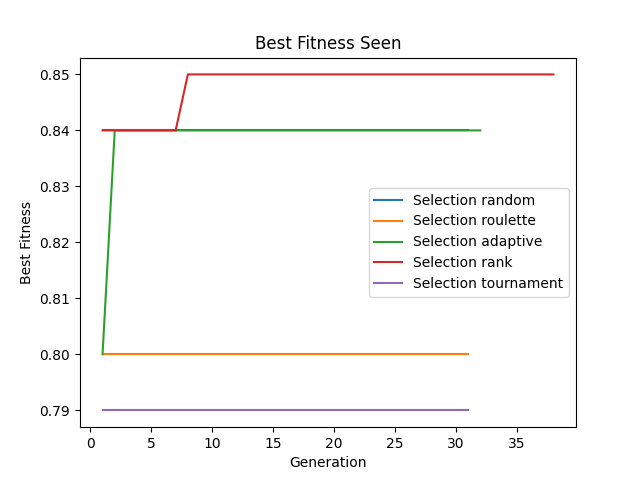 Best Fitness Seen
Best Fitness
0.85
0.84
0.83
0.82
0.81
0.80
0.79
Selection random
Selection roulette
Selection adaptive
Selection rank
Selection tournament
0 5 10 15 20 25 30 35
Generation